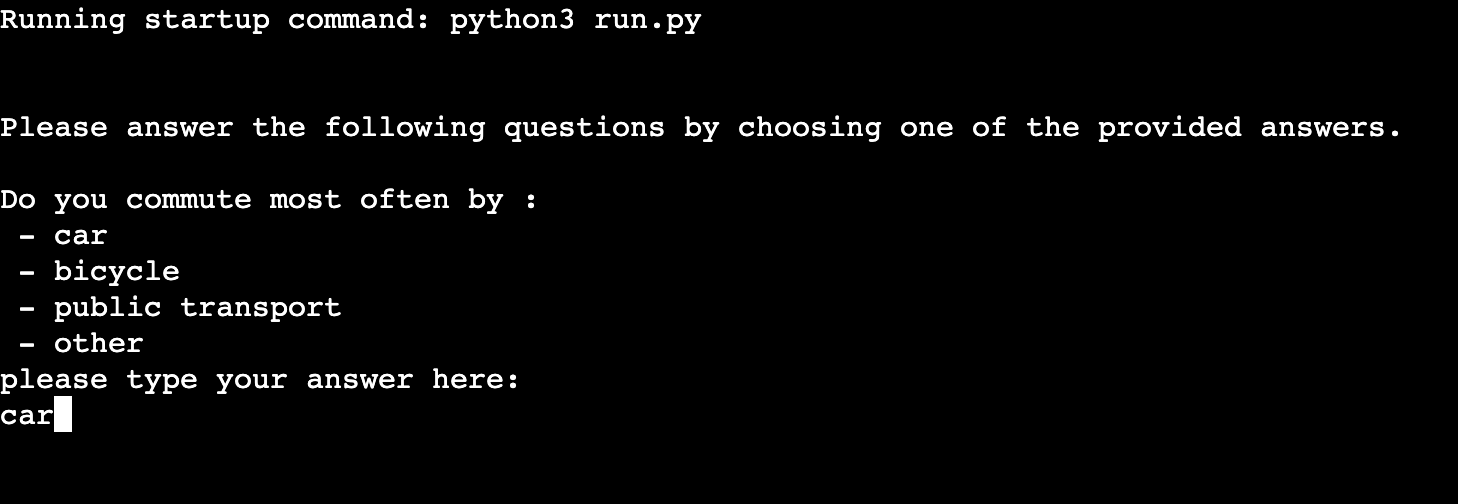 Running startup command: python3 run.py
Please answer the following questions by choosing one of the provided answers.
Do you commute most often by :
- car
- bicycle
- public transport
- other
please type your answer here:
car